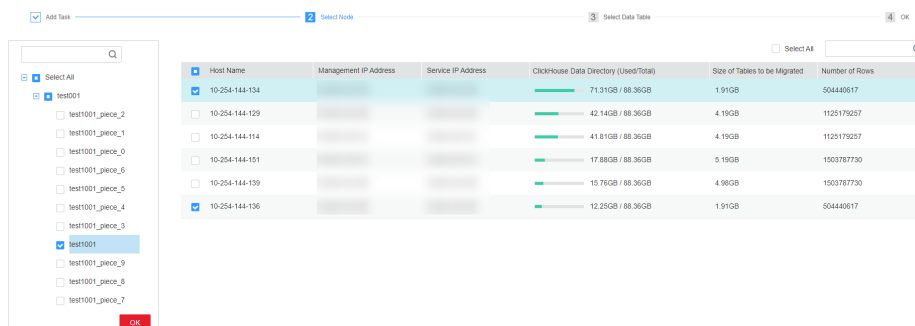 Add Task 2 Select Node 3 Select Data Table 4 OK
Select All
Select All
test001
test1001_piece_2
test1001_piece_1
test1001_piece_0
test1001_piece_6
test1001_piece_5
test1001_piece_4
test1001_piece_3
test1001
test1001_piece_9
test1001_piece_8
test1001_piece_7
OK
Host Name Management IP Address Service IP Address ClickHouse Data Directory (Used/Total) Size of Tables to be Migrated Number of Rows
10-254-144-134 71.31GB / 88.36GB 1.91GB 504440617
10-254-144-129 42.14GB / 88.36GB 4.19GB 1125179257
10-254-144-114 41.81GB / 88.36GB 4.19GB 1125179257
10-254-144-151 17.88GB / 88.36GB 5.19GB 1503787730
10-254-144-139 15.76GB / 88.36GB 4.98GB 1503787730
10-254-144-136 12.25GB / 88.36GB 1.91GB 504440617